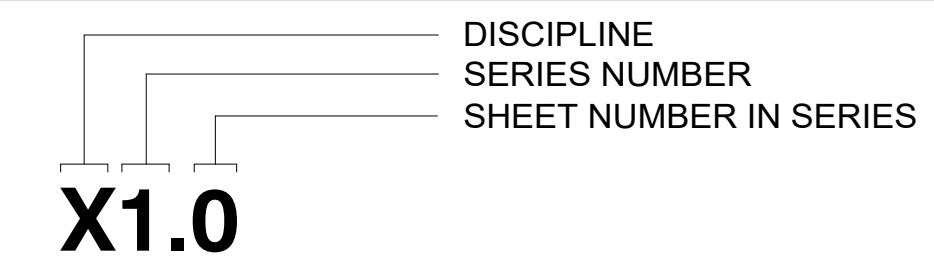 DISCIPLINE
SERIES NUMBER
SHEET NUMBER IN SERIES
X1.0